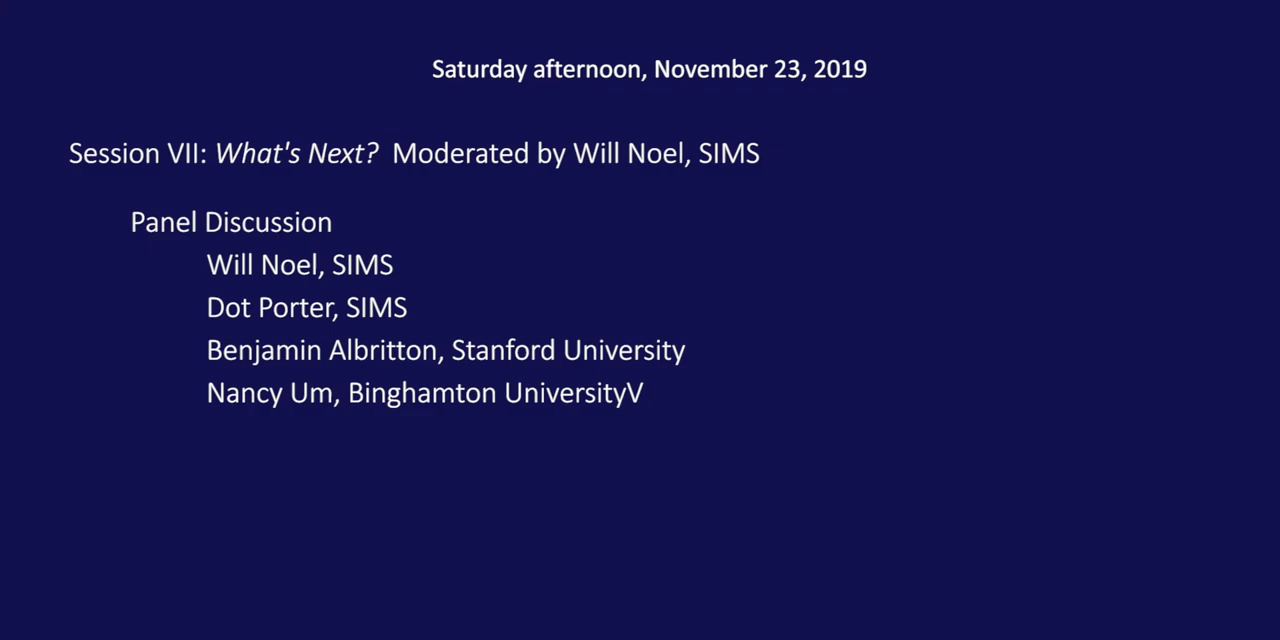 Saturday afternoon, November 23, 2019
Session VII: What's Next? Moderated by Will Noel, SIMS
Panel Discussion
Will Noel, SIMS
Dot Porter, SIMS
Benjamin Albritton, Stanford University
Nancy Um, Binghamton UniversityV